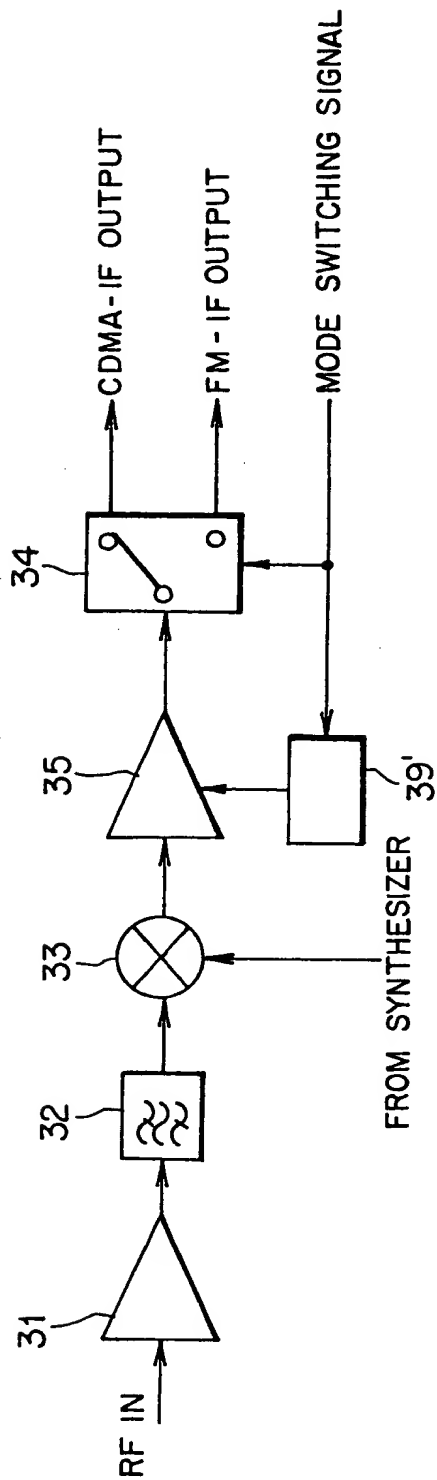 RF IN
31
32
33
FROM SYNTHESIZER
35
39'
34
CDMA-IF OUTPUT
FM-IF OUTPUT
MODE SWITCHING SIGNAL